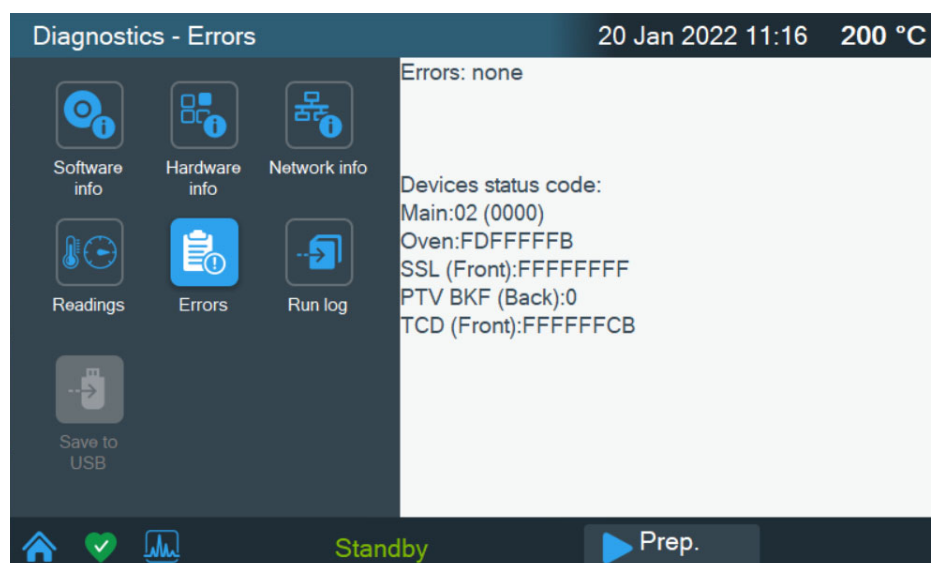 Diagnostics - Errors
20 Jan 2022 11:16
200 °C
Software
info
Hardware
info
Network info
Readings
Errors
Run log
Save to
USB
Errors: none
Devices status code:
Main:02 (0000)
Oven:FDFFFFFB
SSL (Front):FFFFFFFF
PTV BKF (Back):0
TCD (Front):FFFFFFCB
Standby
Prep.